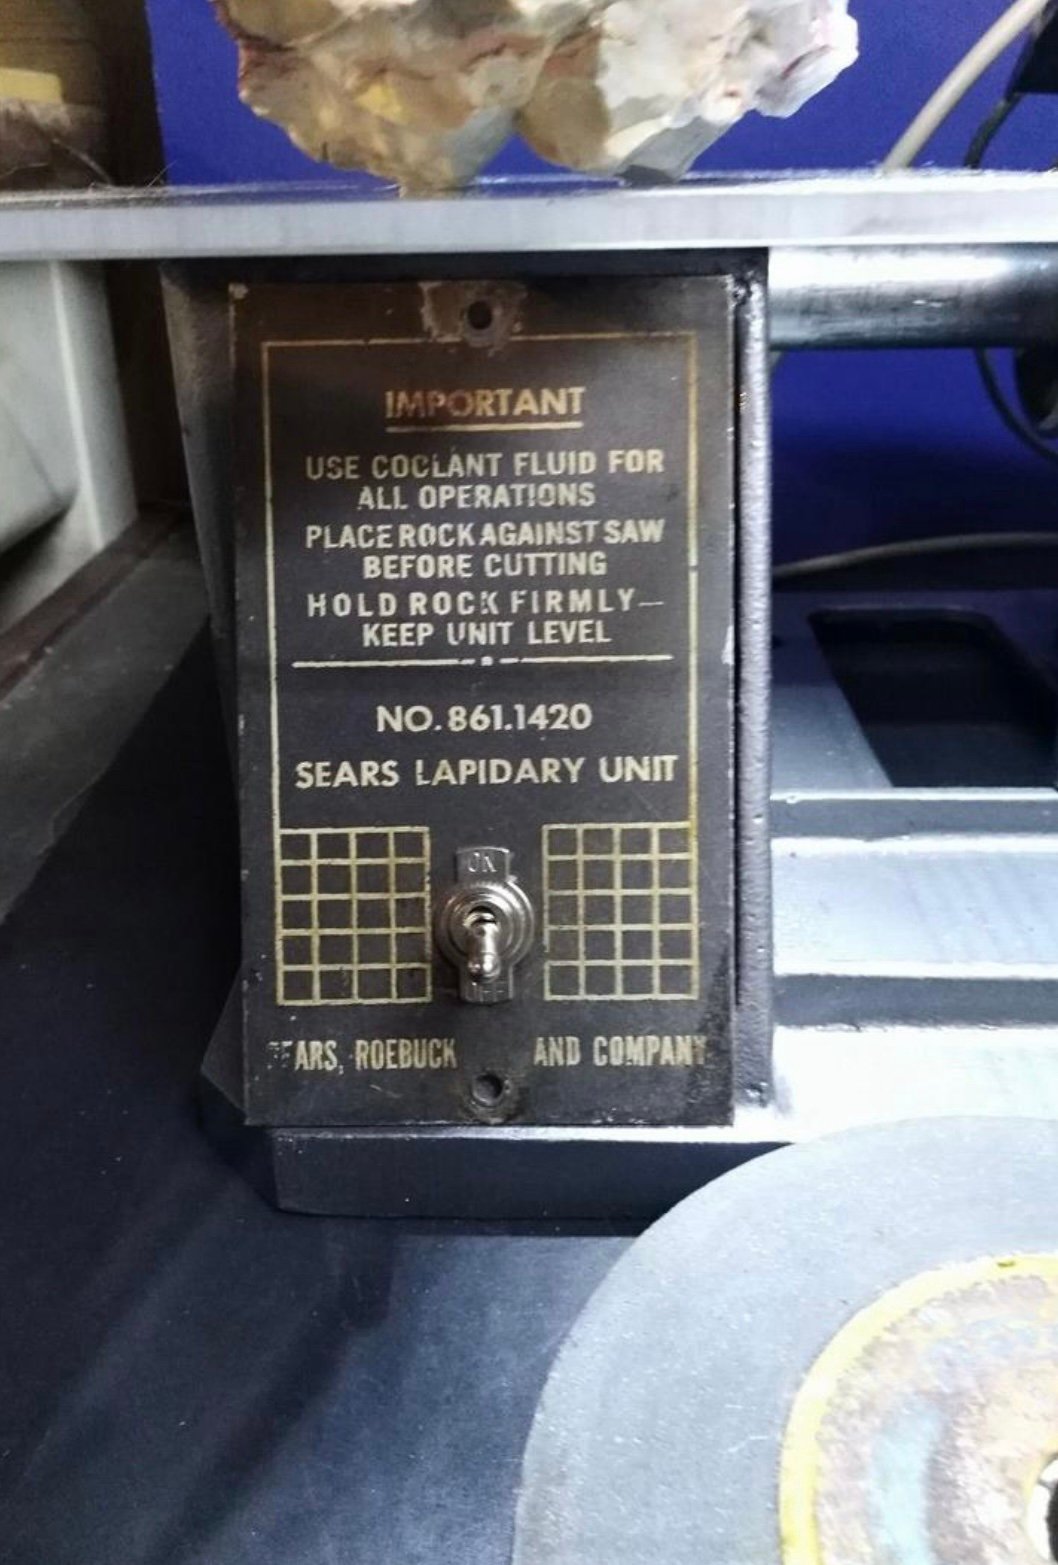 IMPORTANT
USE COOLANT FLUID FOR
ALL OPERATIONS
PLACE ROCK AGAINST SAW
BEFORE CUTTING
HOLD ROCK FIRMLY—
KEEP UNIT LEVEL
NO. 861.1420
SEARS LAPIDARY UNIT
ON
SEARS, ROEBUCK AND COMPANY